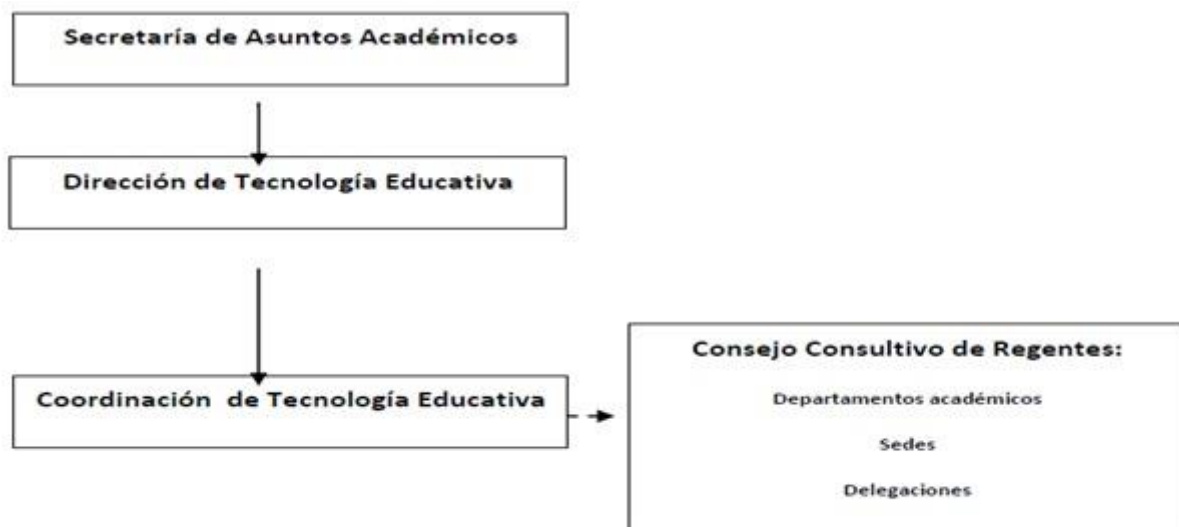 Secretaría de Asuntos Académicos
Dirección de Tecnología Educativa
Coordinación de Tecnología Educativa
Consejo Consultivo de Regentes:
Departamentos académicos
Sedes
Delegaciones